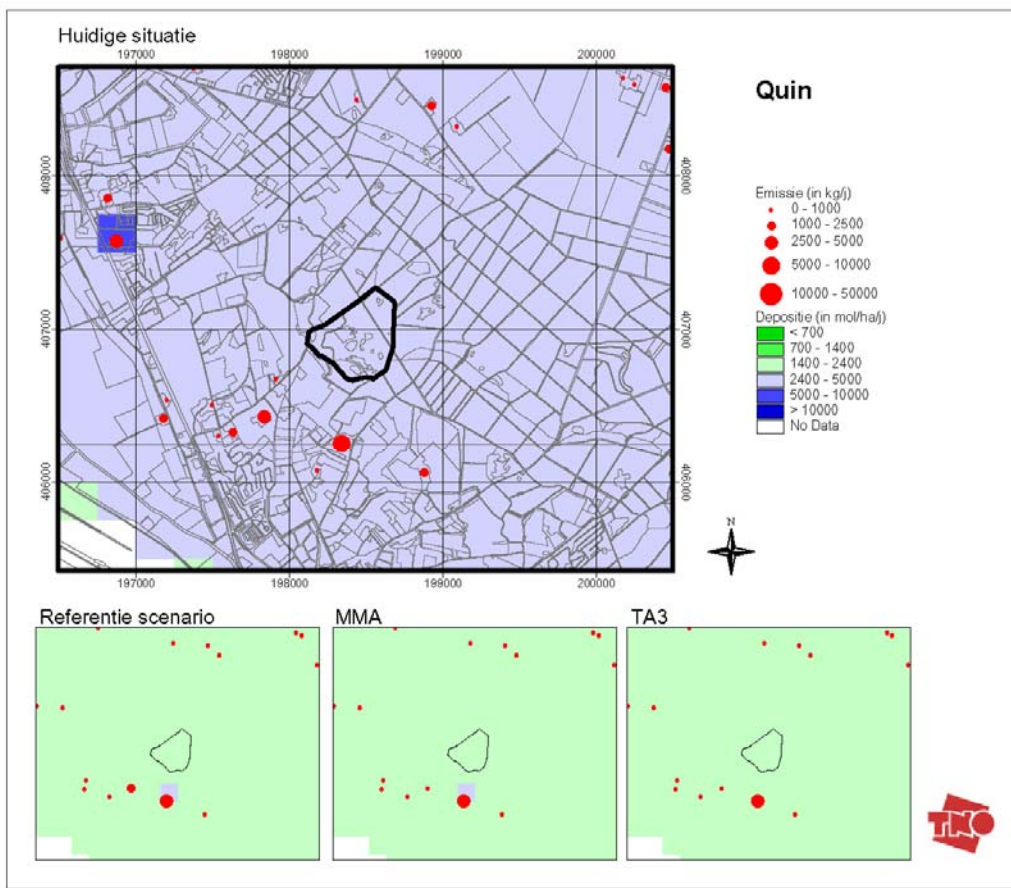 Huidige situatie
197000 198000 199000 200000
Quin
408000 408000
Emissie (in kg/j)
0 - 1000
1000 - 2500
2500 - 5000
5000 - 10000
10000 - 50000
407000 407000
Depositie (in mol/ha/j)
< 700
700 - 1400
1400 - 2400
2400 - 5000
5000 - 10000
> 10000
No Data
406000 406000
N
197000 198000 199000 200000
Referentie scenario MMA TA3
TNO